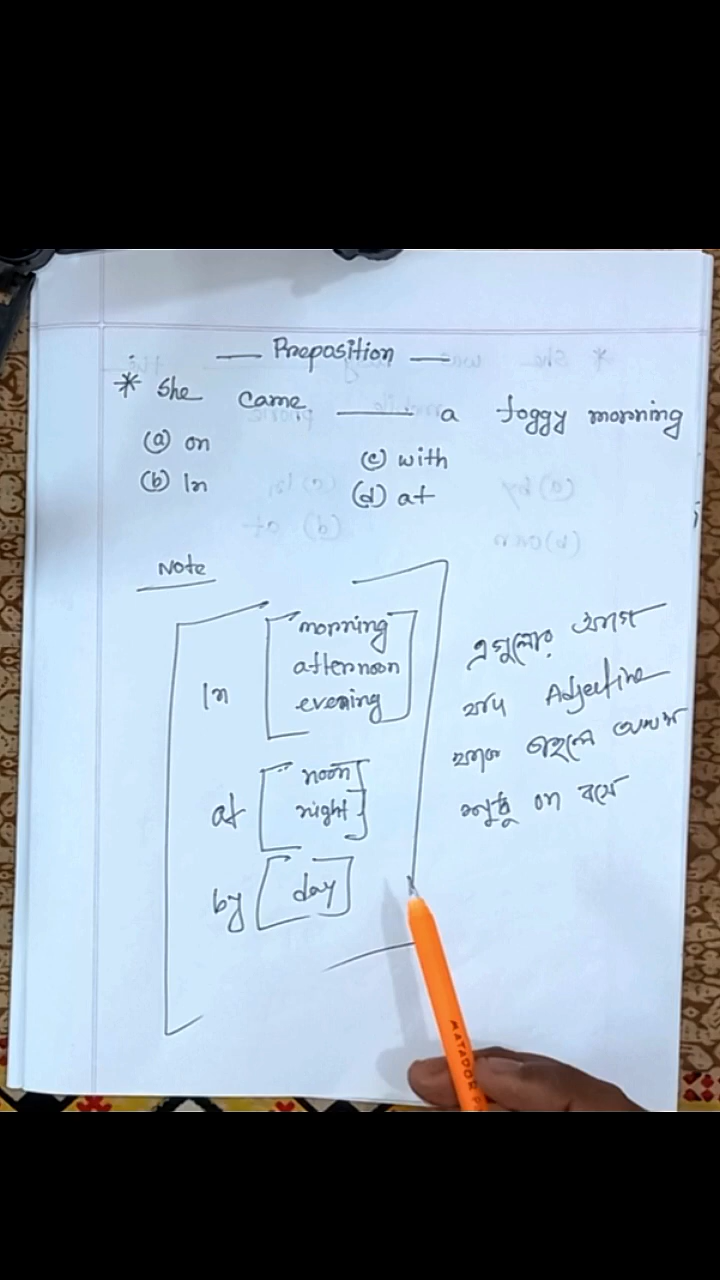 — Preposition —
* She came ____ a foggy morning
(a) on
(c) with
(b) In
(d) at
Note
In [ morning
afternoon
evening ]
at [ noon
night ]
by [ day ]
এগুলোর আগে
যদি Adjective
থাকে তাহলে
শুধু on বসে
MATADOR